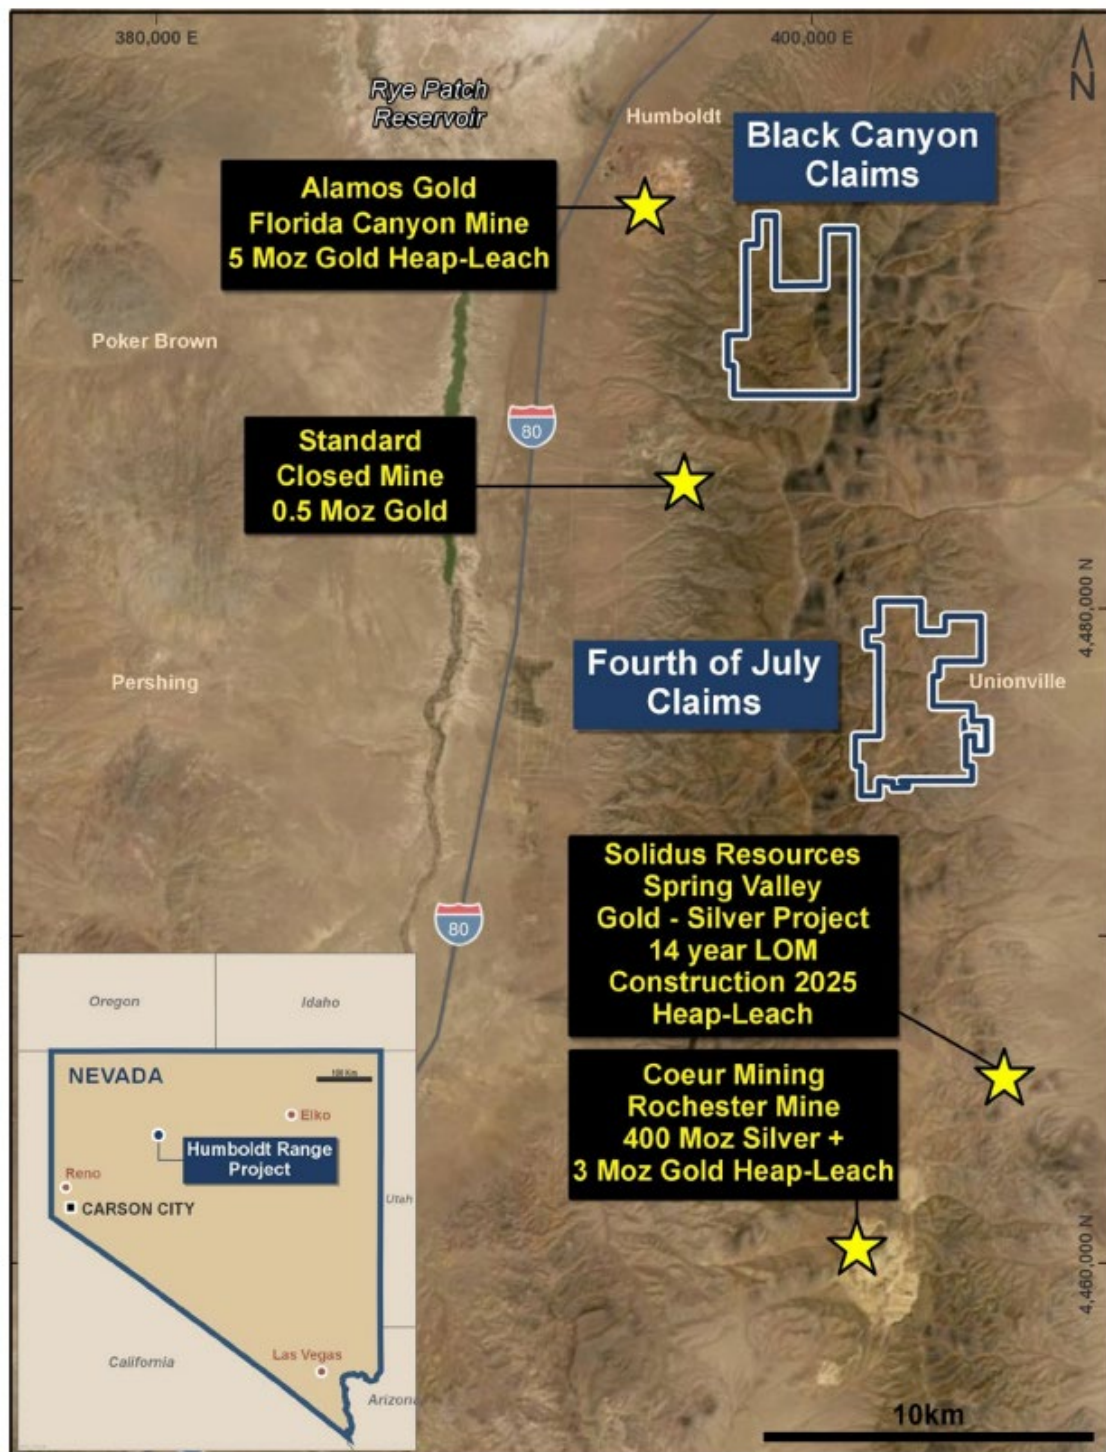 380,000 E
400,000 E
N
Rye Patch
Reservoir
Humboldt
Black Canyon
Claims
Alamos Gold
Florida Canyon Mine
5 Moz Gold Heap-Leach
Poker Brown
80
Standard
Closed Mine
0.5 Moz Gold
4,480,000 N
Fourth of July
Claims
Pershing
Unionville
Solidus Resources
Spring Valley
Gold - Silver Project
14 year LOM
Construction 2025
Heap-Leach
80
Coeur Mining
Rochester Mine
400 Moz Silver +
3 Moz Gold Heap-Leach
4,460,000 N
Oregon
Idaho
NEVADA
100 Km
Elko
Humboldt Range
Project
Reno
Utah
CARSON CITY
California
Las Vegas
Arizona
10km